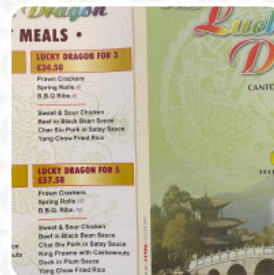 Dragon
MEALS •
LUCKY DRAGON FOR 3
£34.50
Prawn Crackers
Spring Rolls
B.B.Q Ribs
Sweet & Sour Chicken
Beef in Black Bean Sauce
Char Siu Pork in Satay Sauce
Yang Chow Fried Rice
LUCKY DRAGON FOR 5
£57.50
Prawn Crackers
Spring Rolls
B.B.Q. Ribs
Sweet & Sour Chicken
Beef in Black Bean Sauce
Char Siu Pork in Satay Sauce
King Prawns with Cashewnuts
Duck in Plum Sauce
Yang Chow Fried Rice
Luc
D
CANTO